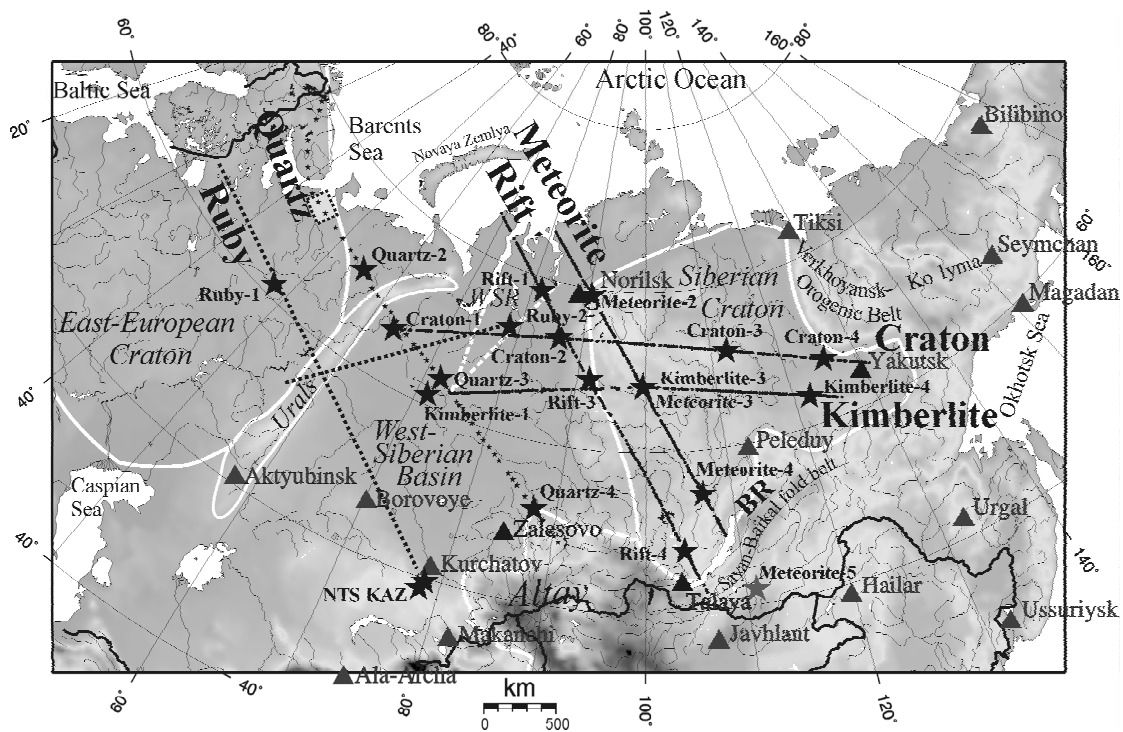 60°
80°
40°
60°
80°
100°
120°
140°
160°
80°
Baltic Sea
Arctic Ocean
20°
Quartz
Barents
Sea
Novaya Zemlya
Meteorite
Rift
Bilibino
Ruby
Tiksi
60°
160°
Seymchan
Ko lyma
Verkhoyansk-
Orogenic Belt
Quartz-2
Ruby-1
Rift-1
Norilsk
Siberian
Craton
Magadan
WSR
Meteorite-2
East-European
Craton
Craton-1
Ruby-2
Craton-2
Craton-3
Craton-4
Craton
Yakutsk
Okhotsk Sea
40°
Urals
Quartz-3
Kimberlite-1
Rift-3
Kimberlite-3
Meteorite-3
Kimberlite-4
Kimberlite
West-
Siberian
Basin
Peleduy
Aktyubinsk
Borovoye
Caspian
Sea
Meteorite-4
BR
Sayan-Baikal fold belt
Quartz-4
Zalesovo
Urgal
40°
140°
Kurchatov
NTS KAZ
Rift-4
Meteorite-5
Hailar
Altay
Talaya
Ussuriysk
Makanchi
Javhlant
Ala-Archa
60°
40°
80°
km
0
500
100°
120°